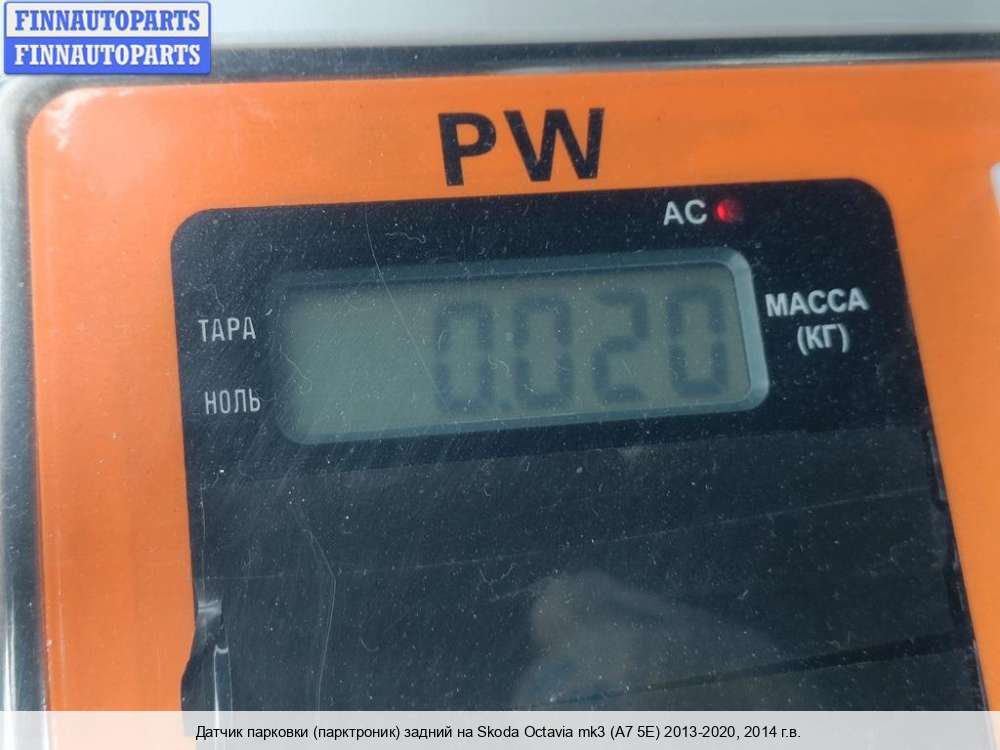 FINNAUTOPARTS
FINNAUTOPARTS
PW
AC
ТАРА
0.020
МАССА
(КГ)
НОЛЬ
Датчик парковки (парктроник) задний на Skoda Octavia mk3 (A7 5E) 2013-2020, 2014 г.в.